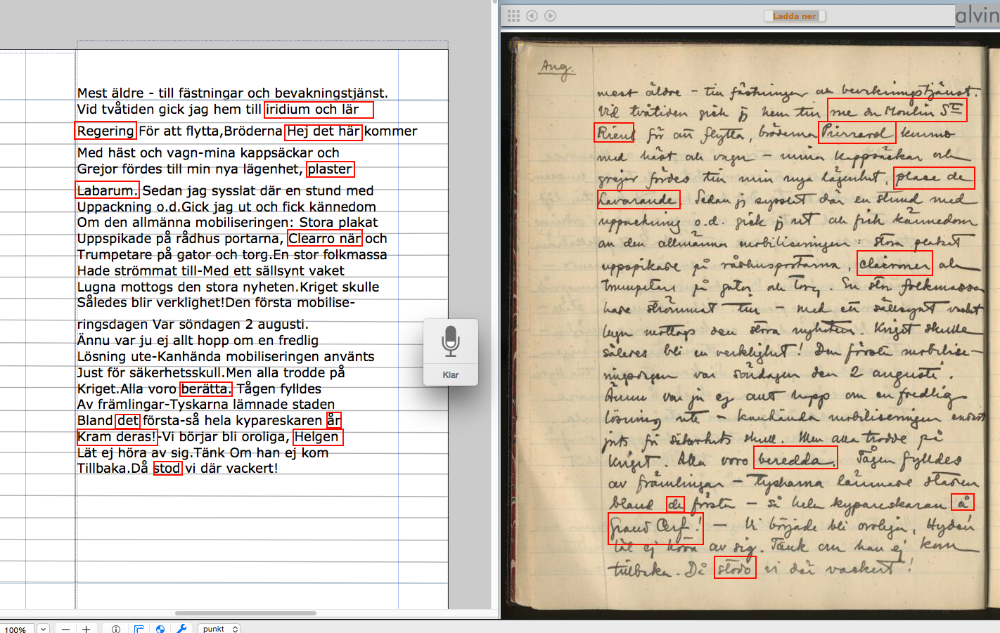 Ladda ner
alvin
Mest äldre - till fästningar och bevakningstjänst.
Vid tvåtiden gick jag hem till iridium och lär
Regering För att flytta,Bröderna Hej det här kommer
Med häst och vagn-mina kappsäckar och
Grejor fördes till min nya lägenhet, plaster
Labarum. Sedan jag sysslat där en stund med
Uppackning o.d.Gick jag ut och fick kännedom
Om den allmänna mobiliseringen: Stora plakat
Uppspikade på rådhus portarna, Clearro när och
Trumpetare på gator och torg.En stor folkmassa
Hade strömmat till-Med ett sällsynt vaket
Lugna mottogs den stora nyheten.Kriget skulle
Således blir verklighet!Den första mobilise-
ringsdagen Var söndagen 2 augusti.
Ännu var ju ej allt hopp om en fredlig
Lösning ute-Kanhända mobiliseringen använts
Just för säkerhetsskull.Men alla trodde på
Kriget.Alla voro berätta. Tågen fylldes
Av främlingar-Tyskarna lämnade staden
Bland det första-så hela kypareskaren år
Kram deras!-Vi börjar bli oroliga, Helgen
Lät ej höra av sig.Tänk Om han ej kom
Tillbaka.Då stod vi där vackert!
Klar
100%
punkt
Aug.
mest äldre - till fästningar och bevakningstjänst.
Vid tvåtiden gick jg hem till rue du Moulin St
Rieul för att flytta, bröderna Pierrard kommo
med häst och vagn - mina kappsäckar och
grejor fördes till min nya lägenhet, place de
Lavarande. Sedan jg sysslat där en stund med
uppackning o.d. gick jg ut och fick kännedom
om den allmänna mobiliseringen: stora plakat
uppspikade på rådhusportarna, claironer och
trumpetare på gator och torg. En stor folkmassa
hade strömmat till - med ett sällsynt vacket
lugn mottogs den stora nyheten. Kriget skulle
således bli en verklighet! Den första mobilise-
ringsdagen var söndagen den 2 augusti.
Ännu var ju ej allt hopp om en fredlig
lösning ute - kanhända mobiliseringen endast
just för säkerhets skull. Men alla trodde på
kriget. Alla voro beredda. Tågen fylldes
av främlingar - tyskarna lämnade staden
bland de första - så hela kypareskaran å
Grand Cerf! - Vi började bli oroliga, Hydén
lät ej höra av sig. Tänk om han ej kom
tillbaka. Då stodo vi där vackert!